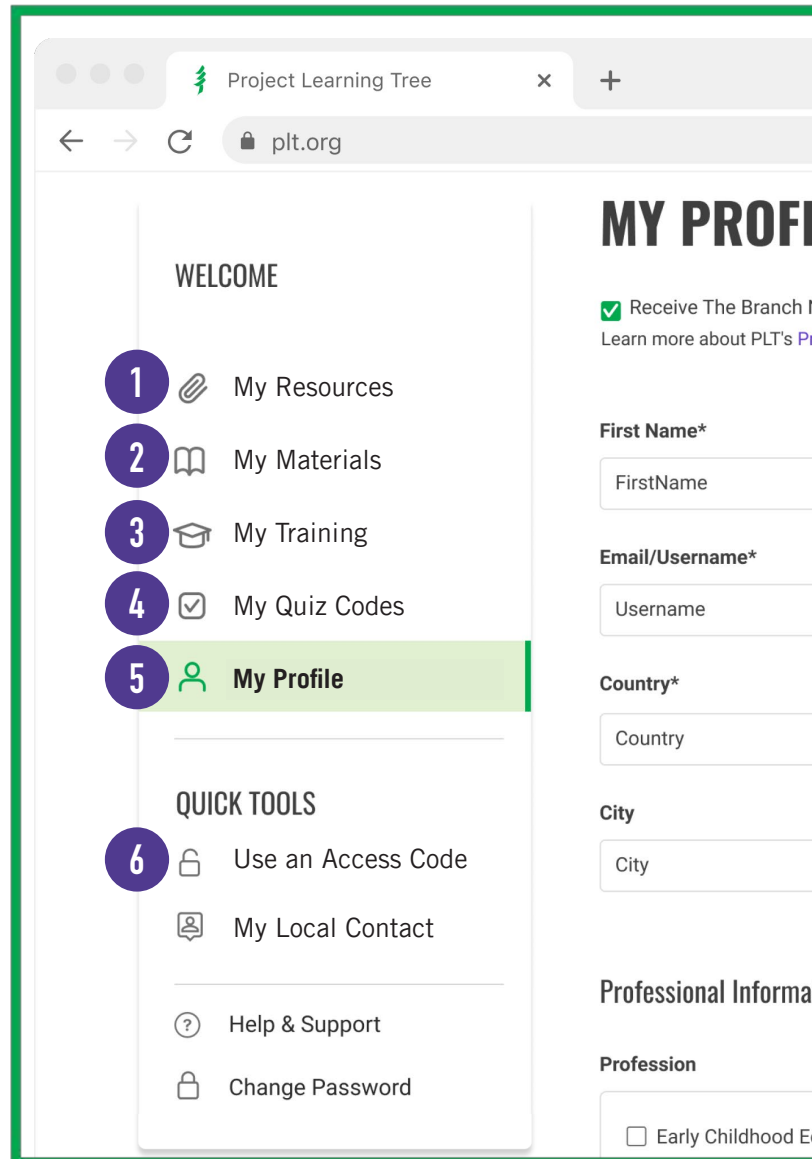 Project Learning Tree
plt.org
WELCOME
1 My Resources
2 My Materials
3 My Training
4 My Quiz Codes
5 My Profile
QUICK TOOLS
6 Use an Access Code
My Local Contact
? Help & Support
Change Password
MY PROF
Receive The Branch
Learn more about PLT's
First Name*
FirstName
Email/Username*
Username
Country*
Country
City
City
Professional Informa
Profession
Early Childhood